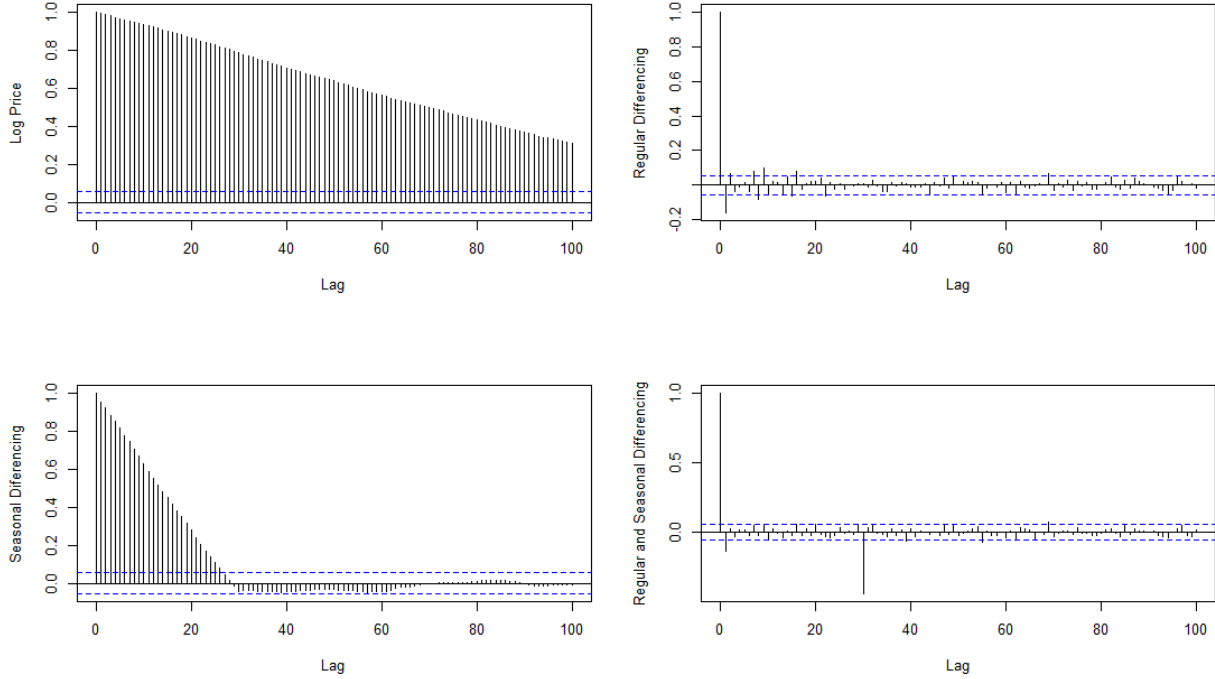 Log Price
0.0 0.2 0.4 0.6 0.8 1.0
0 20 40 60 80 100
Lag
Regular Differencing
-0.2 0.2 0.4 0.6 0.8 1.0
0 20 40 60 80 100
Lag
Seasonal Diferencing
0.0 0.2 0.4 0.6 0.8 1.0
0 20 40 60 80 100
Lag
Regular and Seasonal Differencing
0.0 0.5 1.0
0 20 40 60 80 100
Lag